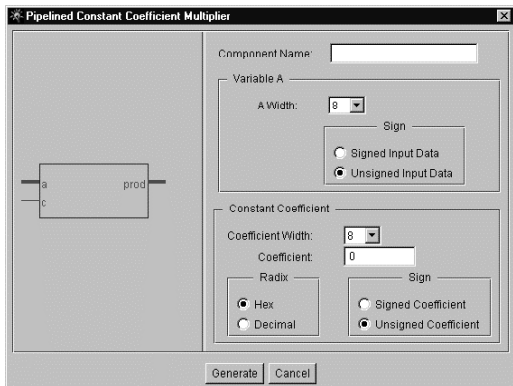 Pipelined Constant Coefficient Multiplier
a prod
c
Component Name:
Variable A
A Width: 8
Sign
Signed Input Data
Unsigned Input Data
Constant Coefficient
Coefficient Width: 8
Coefficient: 0
Radix
Hex
Decimal
Sign
Signed Coefficient
Unsigned Coefficient
Generate Cancel